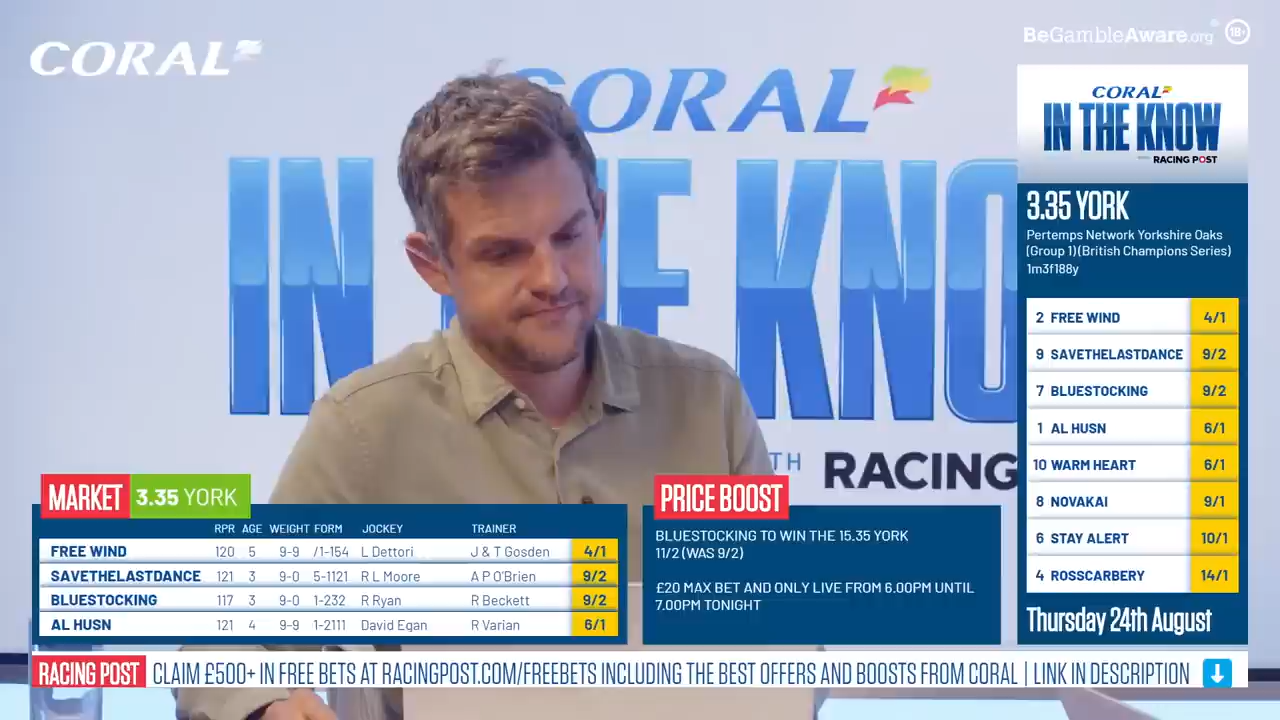 CORAL
BeGambleAware.org 18+
CORAL
IN THE KNO
TH RACING
CORAL
IN THE KNOW
WITH RACING POST
3.35 YORK
Pertemps Network Yorkshire Oaks
(Group 1)(British Champions Series)
1m3f188y
2 FREE WIND 4/1
9 SAVETHELASTDANCE 9/2
7 BLUESTOCKING 9/2
1 AL HUSN 6/1
10 WARM HEART 6/1
8 NOVAKAI 9/1
6 STAY ALERT 10/1
4 ROSSCARBERY 14/1
Thursday 24th August
MARKET 3.35 YORK
RPR AGE WEIGHT FORM JOCKEY TRAINER
FREE WIND 120 5 9-9 /1-154 L Dettori J & T Gosden 4/1
SAVETHELASTDANCE 121 3 9-0 5-1121 R L Moore A P O'Brien 9/2
BLUESTOCKING 117 3 9-0 1-232 R Ryan R Beckett 9/2
AL HUSN 121 4 9-9 1-2111 David Egan R Varian 6/1
PRICE BOOST
BLUESTOCKING TO WIN THE 15.35 YORK
11/2 (WAS 9/2)
£20 MAX BET AND ONLY LIVE FROM 6.00PM UNTIL
7.00PM TONIGHT
RACING POST CLAIM £500+ IN FREE BETS AT RACINGPOST.COM/FREEBETS INCLUDING THE BEST OFFERS AND BOOSTS FROM CORAL | LINK IN DESCRIPTION